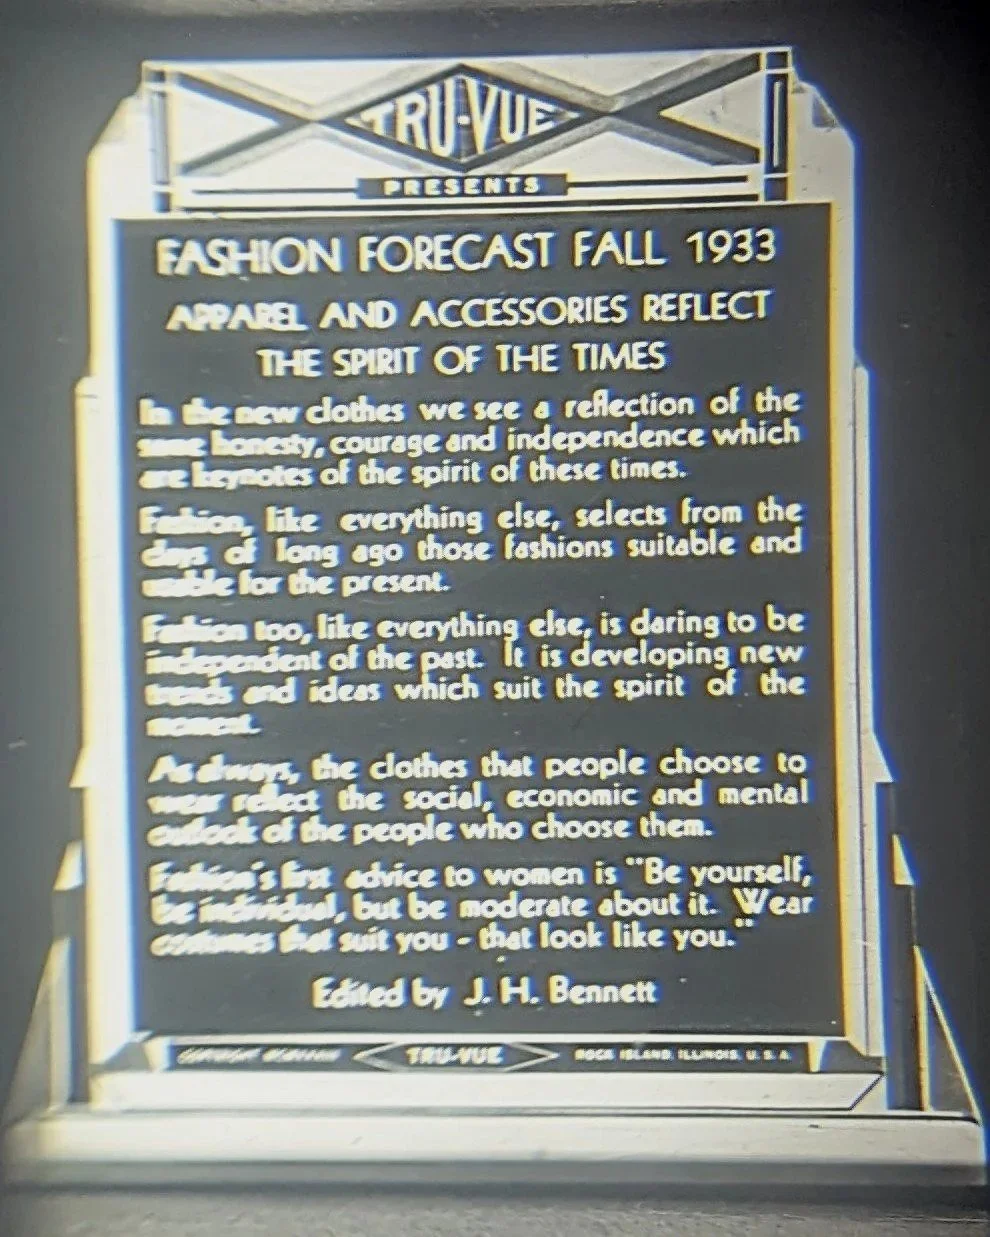 TRU-VUE
PRESENTS
FASHION FORECAST FALL 1933
APPAREL AND ACCESSORIES REFLECT
THE SPIRIT OF THE TIMES
In the new clothes we see a reflection of the
same honesty, courage and independence which
are keynotes of the spirit of these times.
Fashion, like everything else, selects from the
days of long ago those fashions suitable and
usable for the present.
Fashion too, like everything else, is daring to be
independent of the past. It is developing new
trends and ideas which suit the spirit of the
moment.
As always, the clothes that people choose to
wear reflect the social, economic and mental
outlook of the people who choose them.
Fashion's first advice to women is "Be yourself,
be individual, but be moderate about it. Wear
costumes that suit you - that look like you."
Edited by J. H. Bennett
TRU-VUE ROCK ISLAND, ILLINOIS, U. S. A.